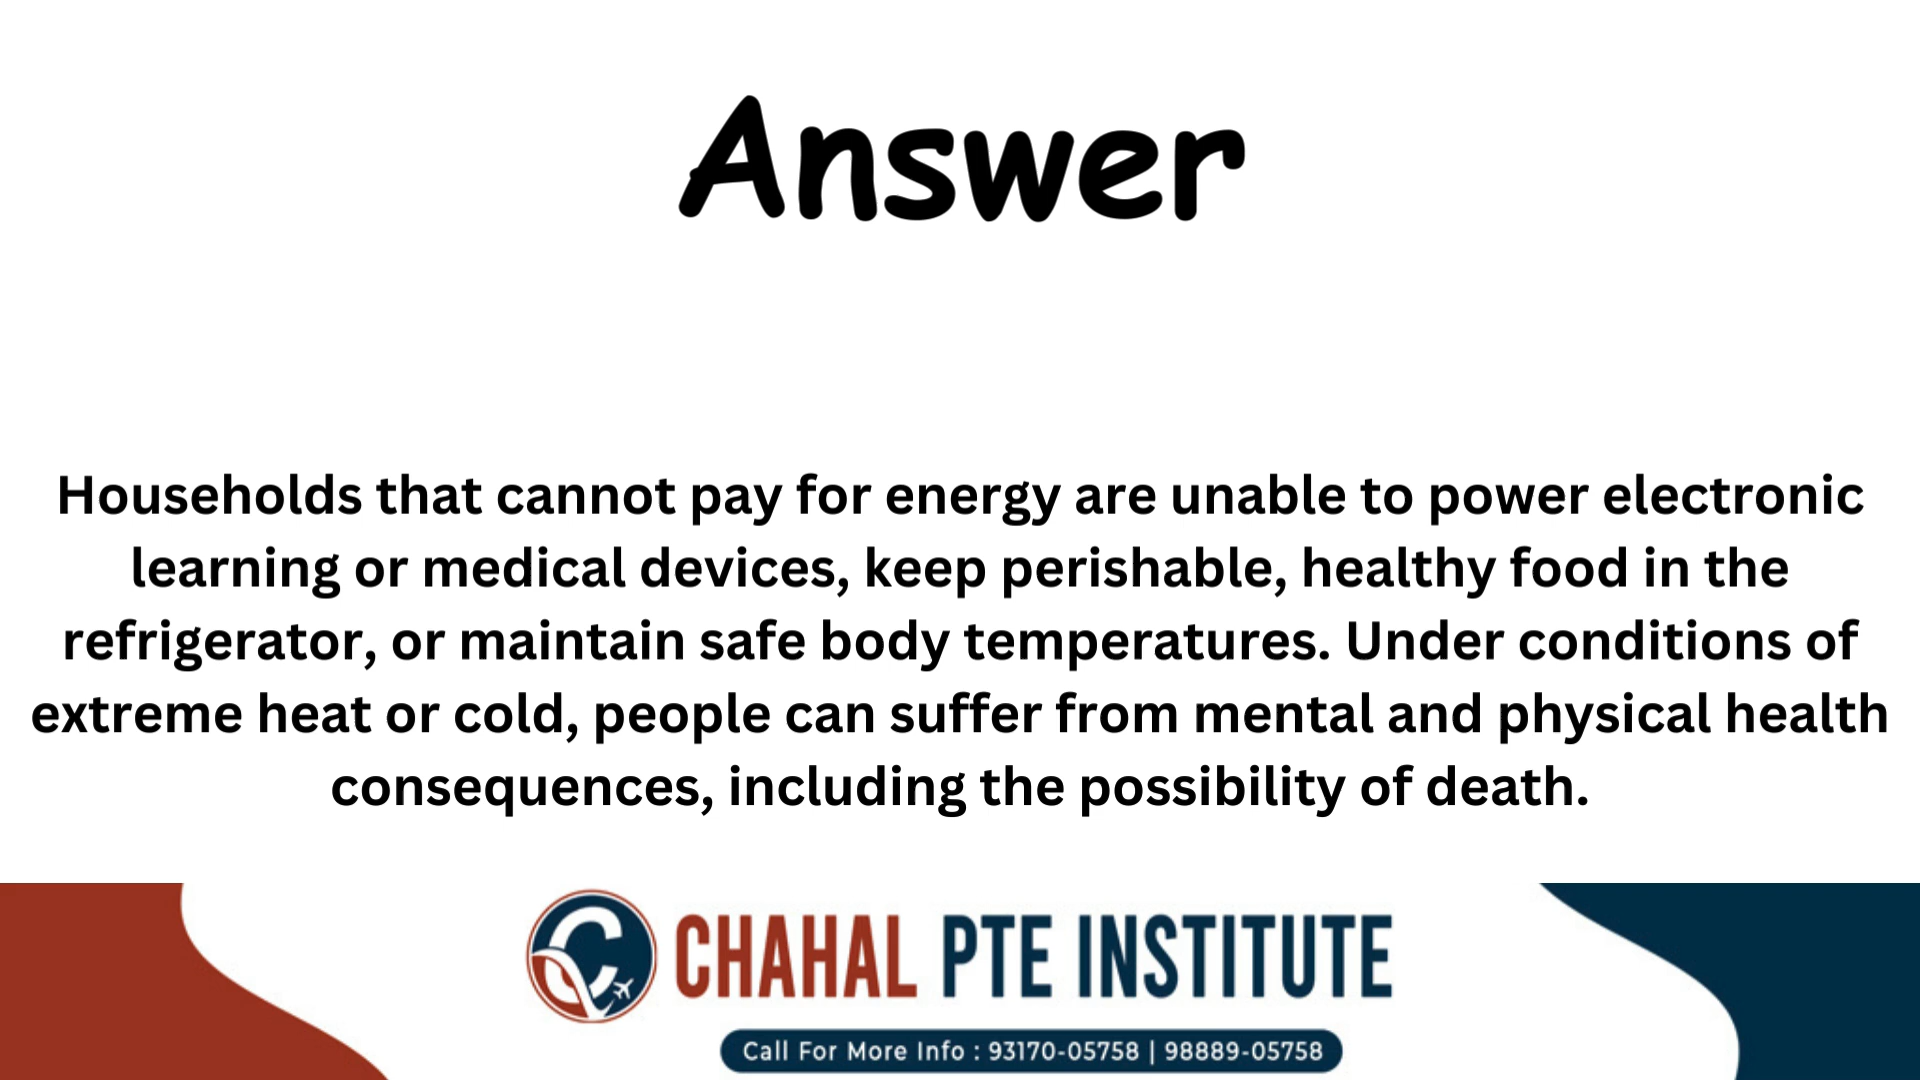 Answer
Households that cannot pay for energy are unable to power electronic
learning or medical devices, keep perishable, healthy food in the
refrigerator, or maintain safe body temperatures. Under conditions of
extreme heat or cold, people can suffer from mental and physical health
consequences, including the possibility of death.
CHAHAL PTE INSTITUTE
Call For More Info : 93170-05758 | 98889-05758